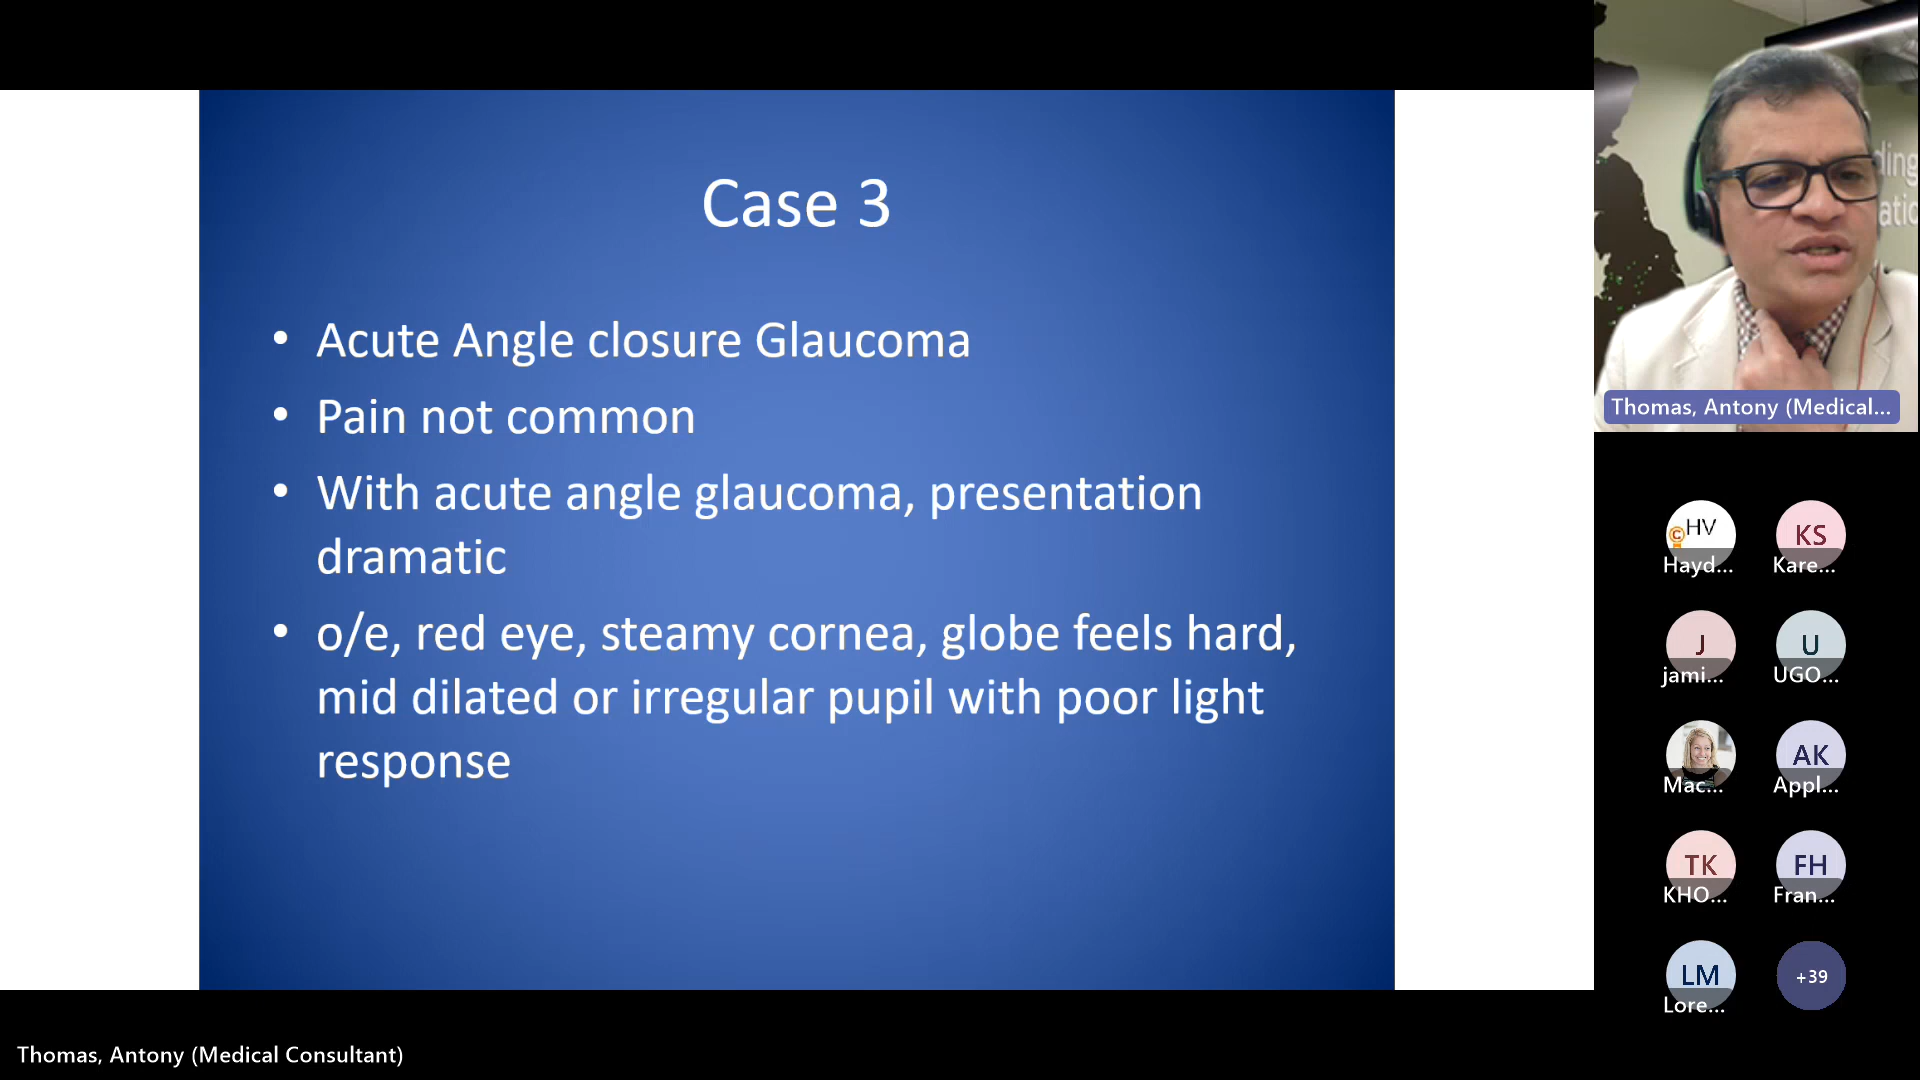 Case 3
• Acute Angle closure Glaucoma
• Pain not common
• With acute angle glaucoma, presentation
dramatic
• o/e, red eye, steamy cornea, globe feels hard,
mid dilated or irregular pupil with poor light
response
ding
atio
Thomas, Antony (Medical...
HV
C
Hayd...
KS
Kare...
J
jami...
U
UGO...
Mac...
AK
Appl...
TK
KHO...
FH
Fran...
LM
Lore...
+39
Thomas, Antony (Medical Consultant)